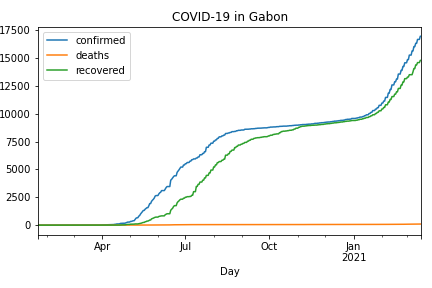 COVID-19 in Gabon
confirmed
deaths
recovered
17500
15000
12500
10000
7500
5000
2500
0
Apr
Jul
Oct
Jan
2021
Day